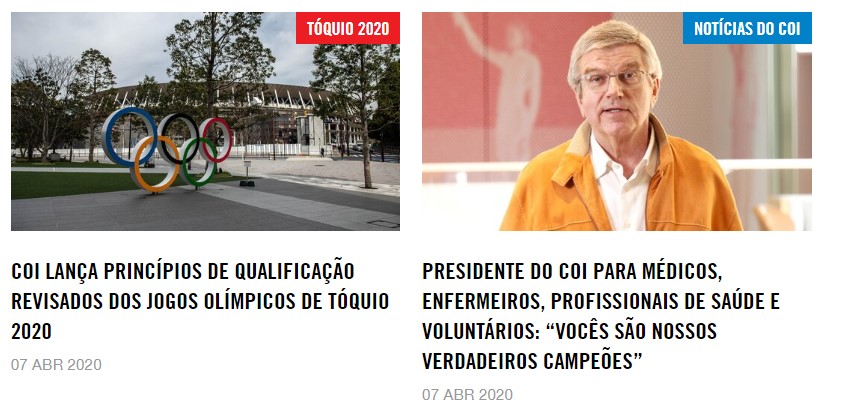 TÓQUIO 2020
COI LANÇA PRINCÍPIOS DE QUALIFICAÇÃO
REVISADOS DOS JOGOS OLÍMPICOS DE TÓQUIO
2020
07 ABR 2020
NOTÍCIAS DO COI
PRESIDENTE DO COI PARA MÉDICOS,
ENFERMEIROS, PROFISSIONAIS DE SAÚDE E
VOLUNTÁRIOS: “VOCÊS SÃO NOSSOS
VERDADEIROS CAMPEÕES”
07 ABR 2020